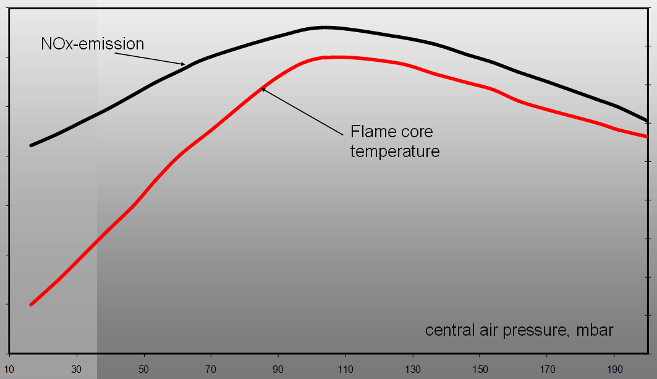 NOx-emission
Flame core
temperature
central air pressure, mbar
10 30 50 70 90 110 130 150 170 190